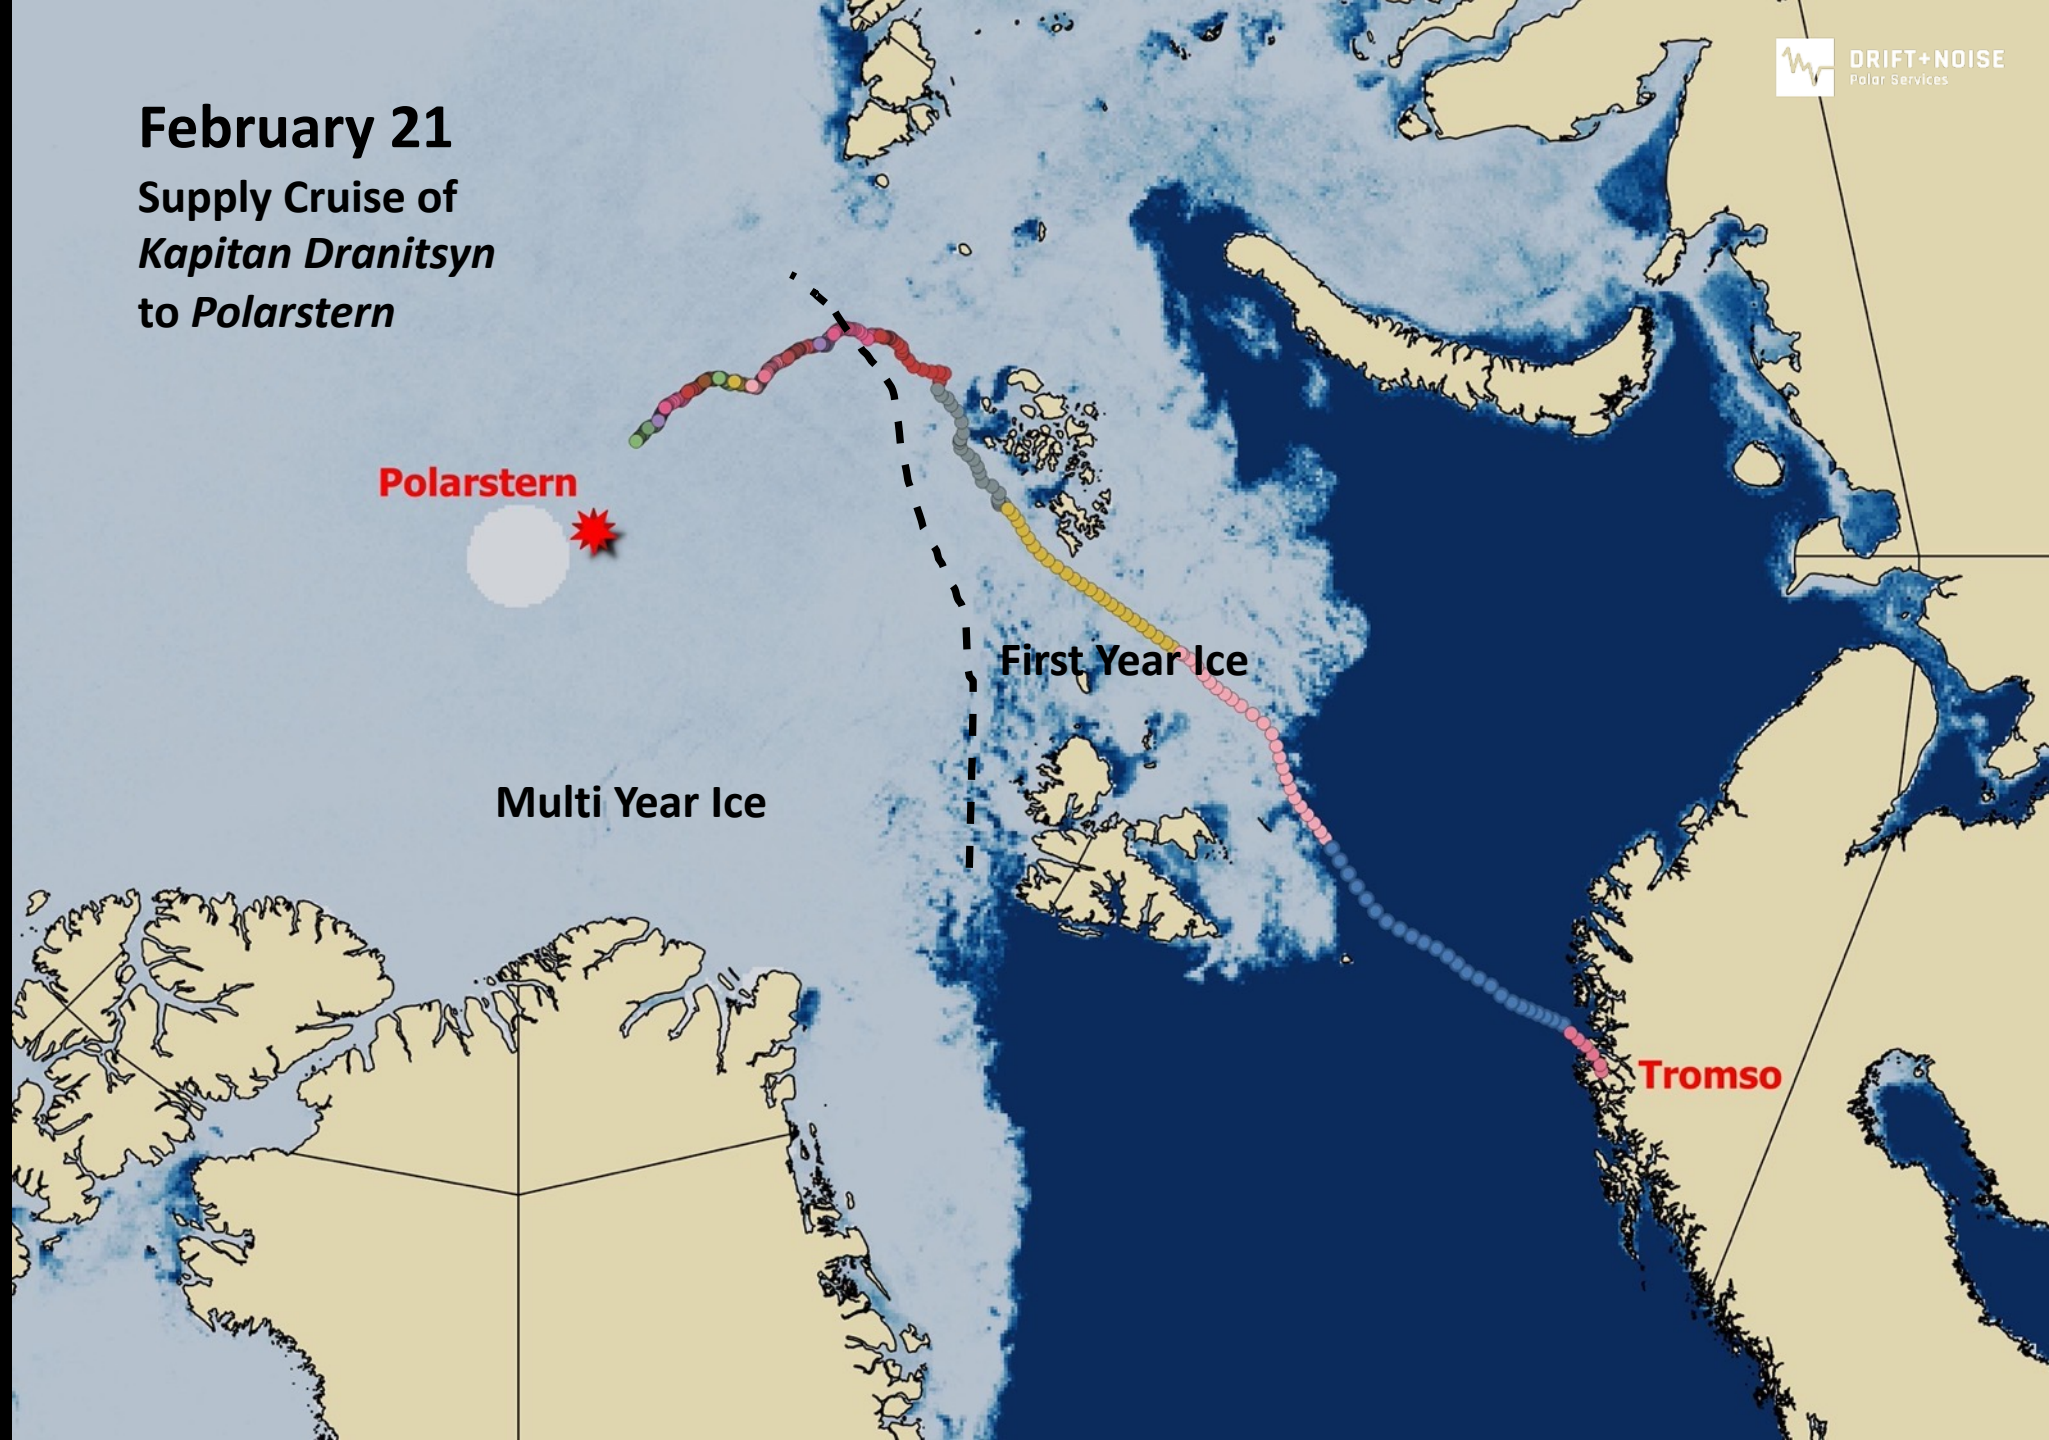 DRIFT+NOISE
Polar Services
February 21
Supply Cruise of
Kapitan Dranitsyn
to Polarstern
Polarstern
First Year Ice
Multi Year Ice
Tromso